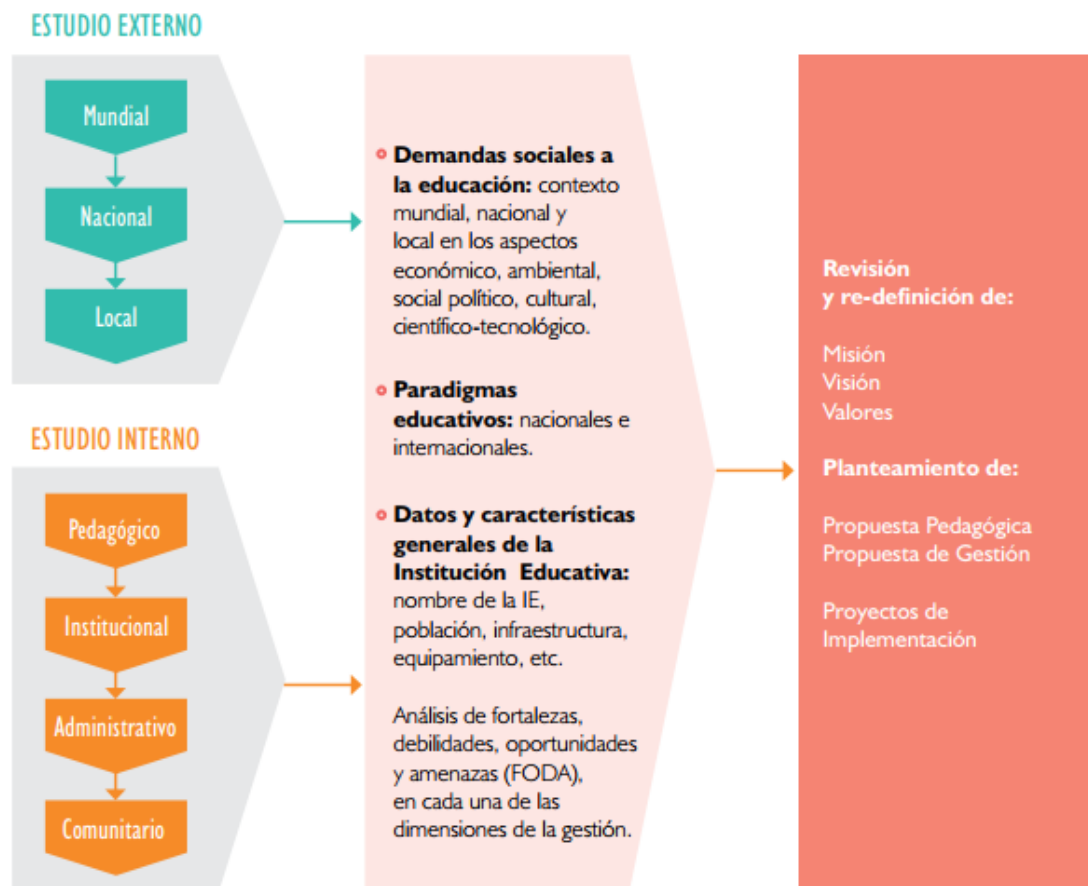 ESTUDIO EXTERNO
Mundial
Nacional
Local
ESTUDIO INTERNO
Pedagógico
Institucional
Administrativo
Comunitario
Demandas sociales a
la educación: contexto
mundial, nacional y
local en los aspectos
económico, ambiental,
social político, cultural,
científico-tecnológico.
Paradigmas
educativos: nacionales e
internacionales.
Datos y características
generales de la
Institución Educativa:
nombre de la IE,
población, infraestructura,
equipamiento, etc.
Análisis de fortalezas,
debilidades, oportunidades
y amenazas (FODA),
en cada una de las
dimensiones de la gestión.
Revisión
y re-definición de:
Misión
Visión
Valores
Planteamiento de:
Propuesta Pedagógica
Propuesta de Gestión
Proyectos de
Implementación